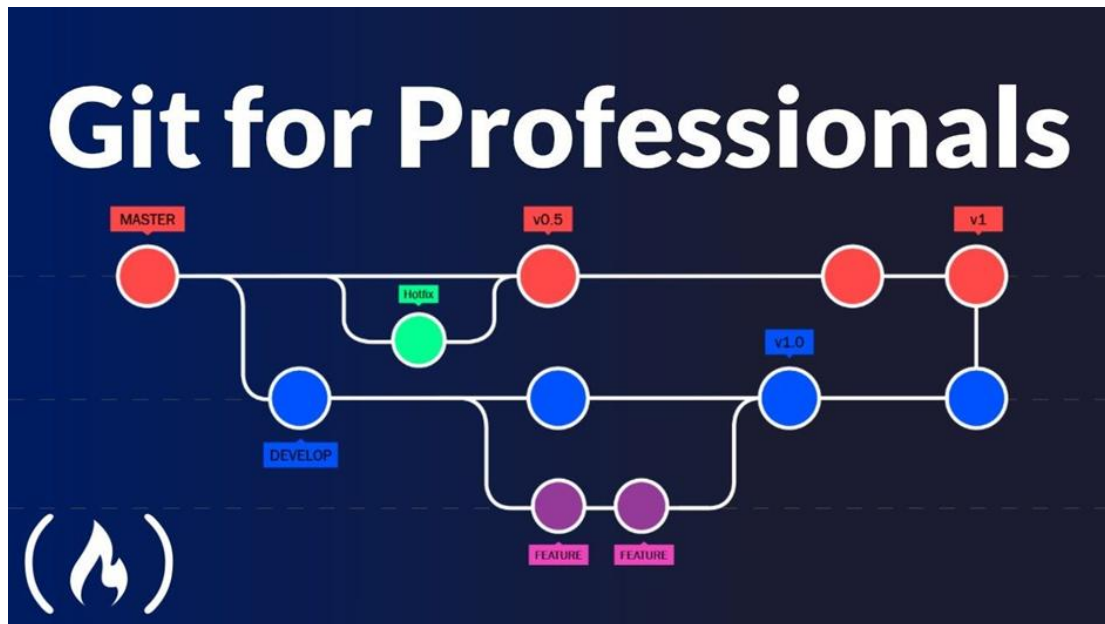 Git for Professionals
MASTER
v0.5
v1
Hotfix
v1.0
DEVELOP
FEATURE
FEATURE